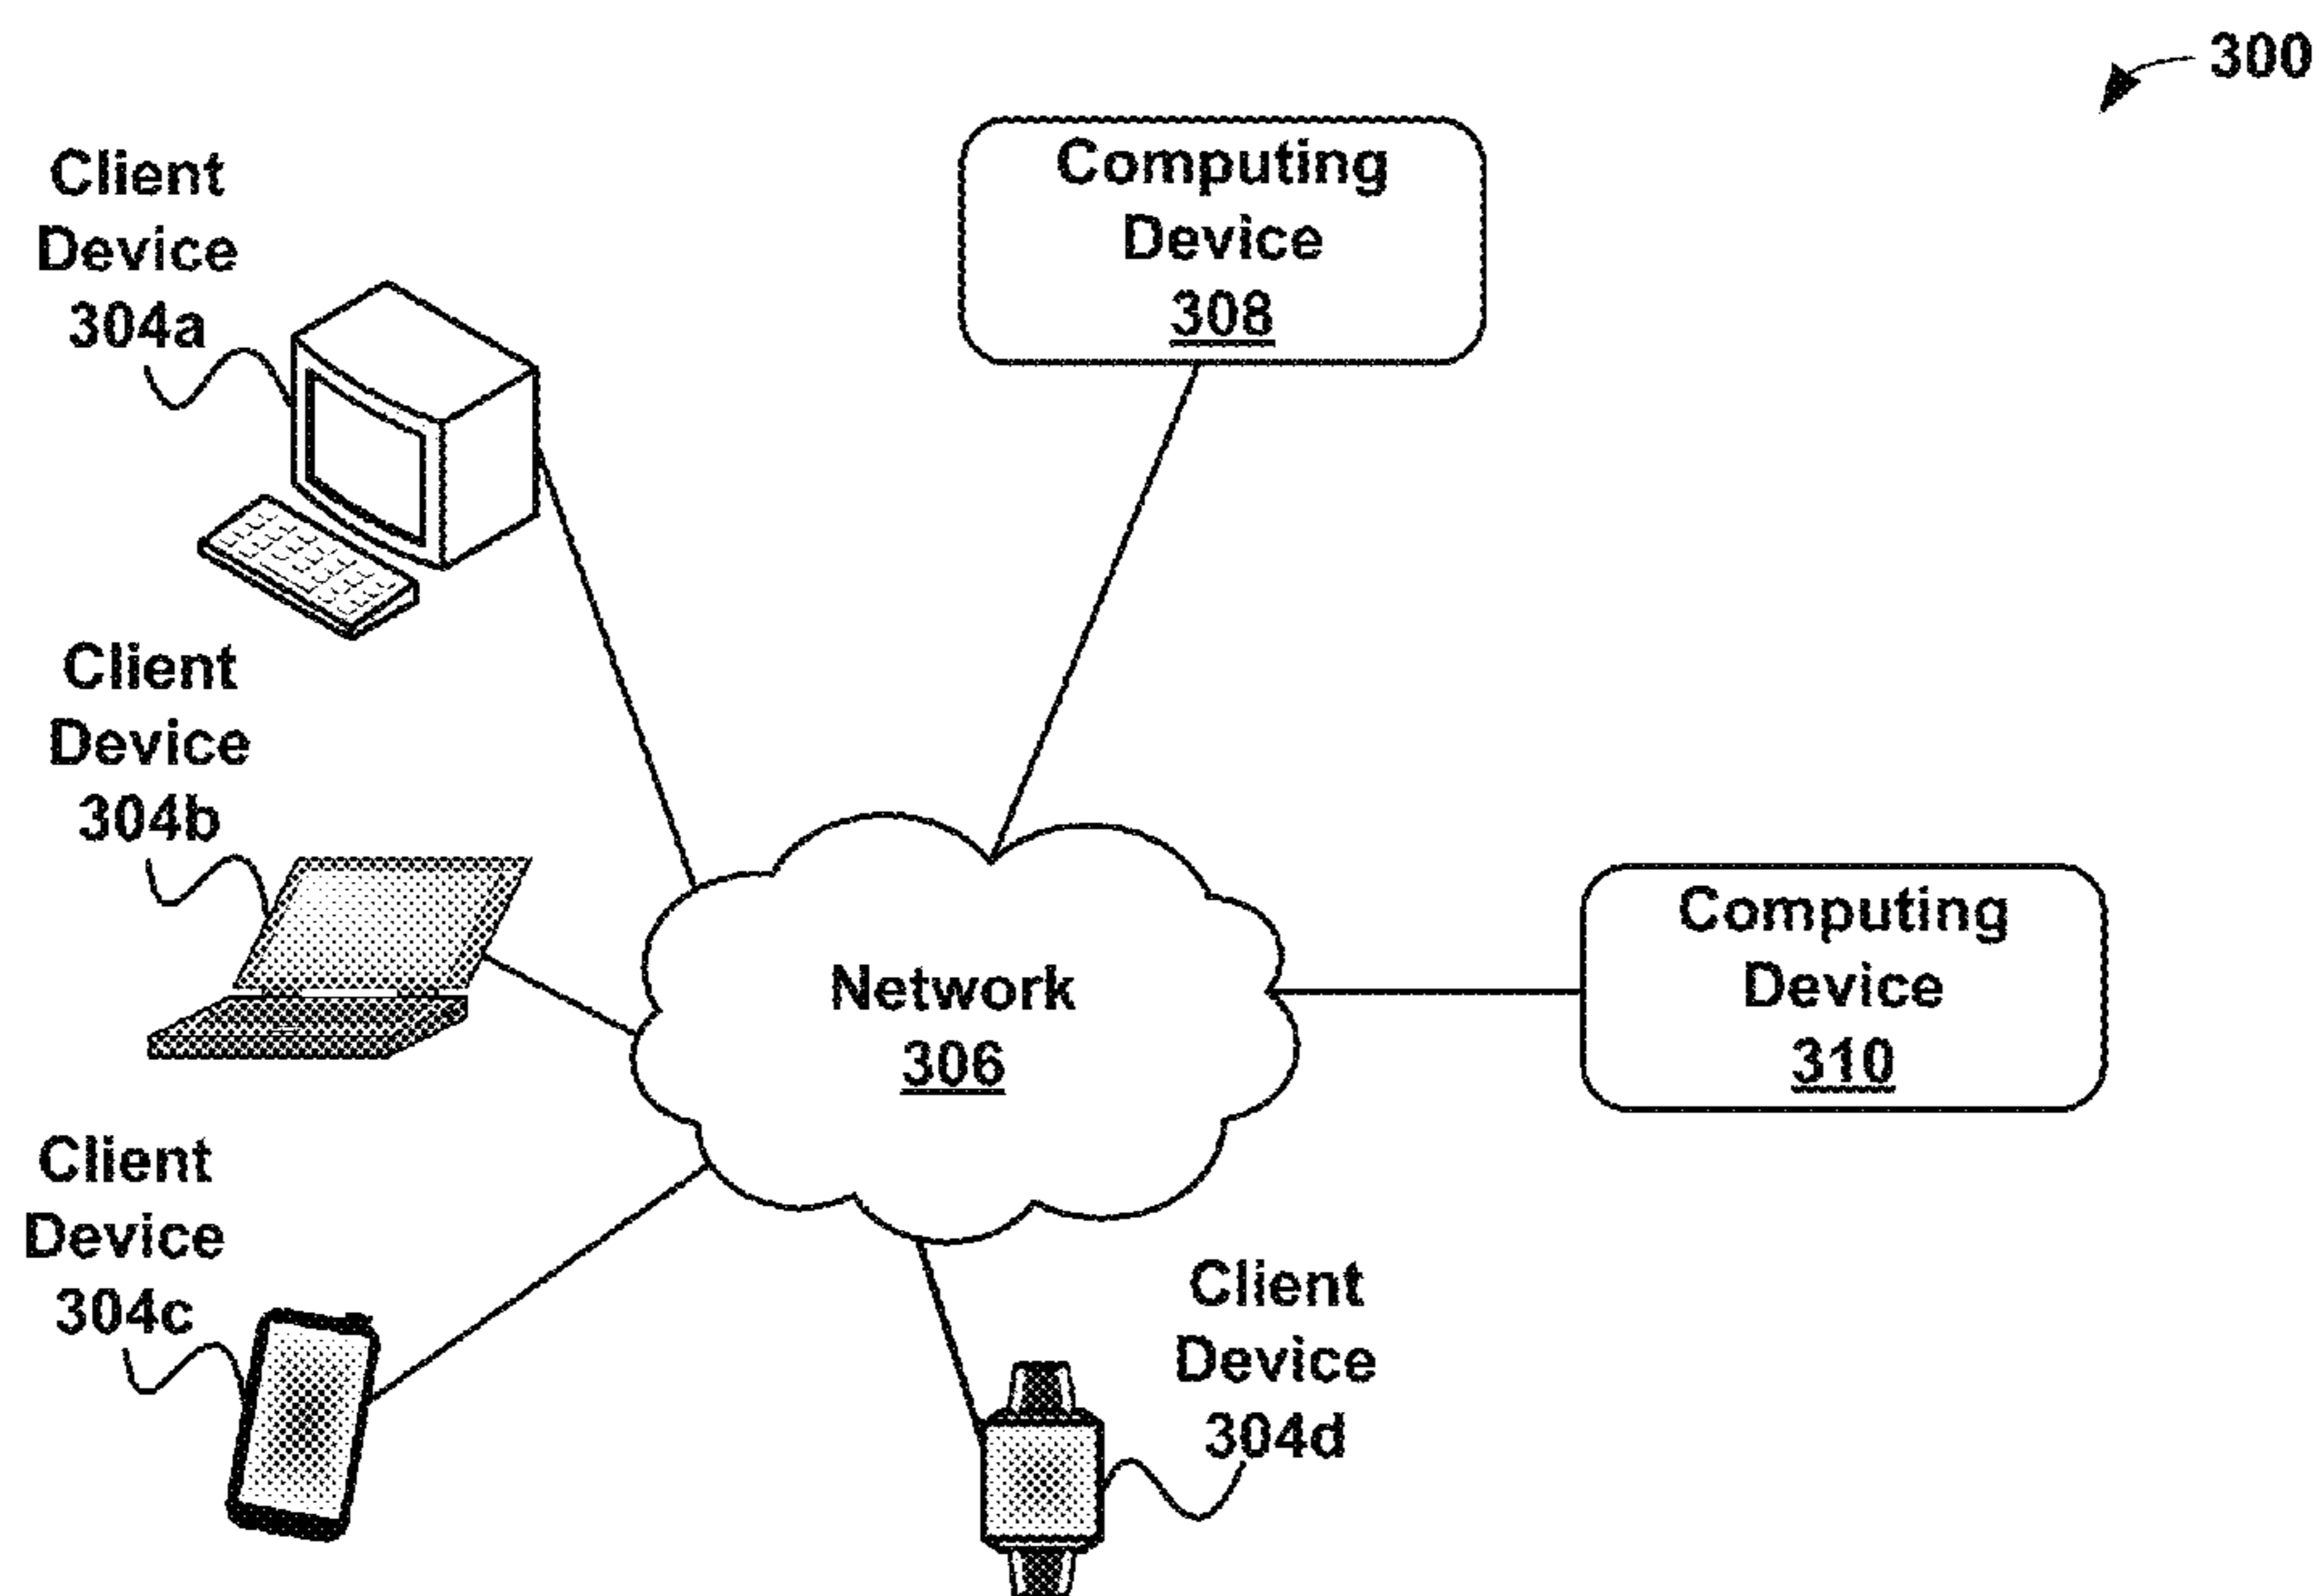 300
Client
Device
304a
Computing
Device
308
Client
Device
304b
Network
306
Computing
Device
310
Client
Device
304c
Client
Device
304d